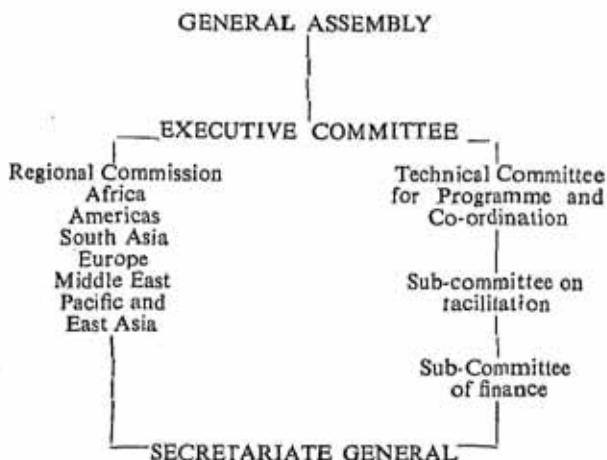 GENERAL ASSEMBLY
EXECUTIVE COMMITTEE
Regional Commission
Africa
Americas
South Asia
Europe
Middle East
Pacific and
East Asia
Technical Committee
for Programme and
Co-ordination
Sub-committee on
tacilitation
Sub-Committee
of finance
SECRETARIATE GENERAL